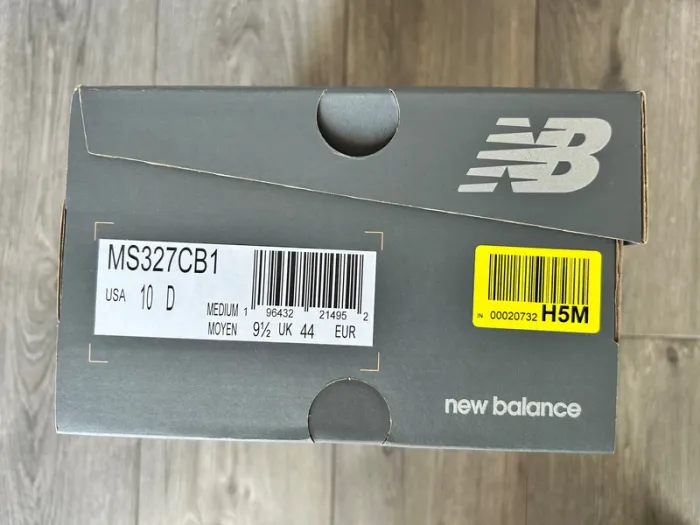 NB
MS327CB1
USA 10 D
MEDIUM
1 96432 21495 2
MOYEN 9½ UK 44 EUR
IN 00020732 H5M
new balance